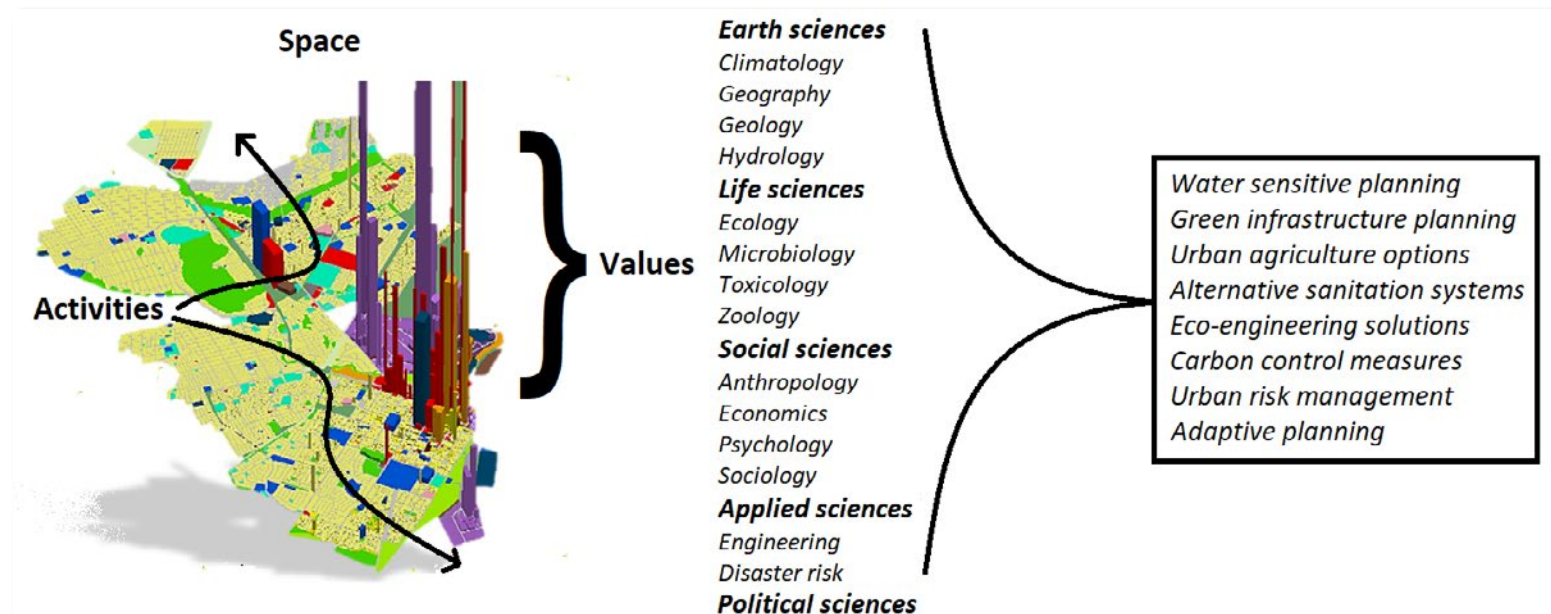 Space
Activities
Values
Earth sciences
Climatology
Geography
Geology
Hydrology
Life sciences
Ecology
Microbiology
Toxicology
Zoology
Social sciences
Anthropology
Economics
Psychology
Sociology
Applied sciences
Engineering
Disaster risk
Political sciences
Water sensitive planning
Green infrastructure planning
Urban agriculture options
Alternative sanitation systems
Eco-engineering solutions
Carbon control measures
Urban risk management
Adaptive planning